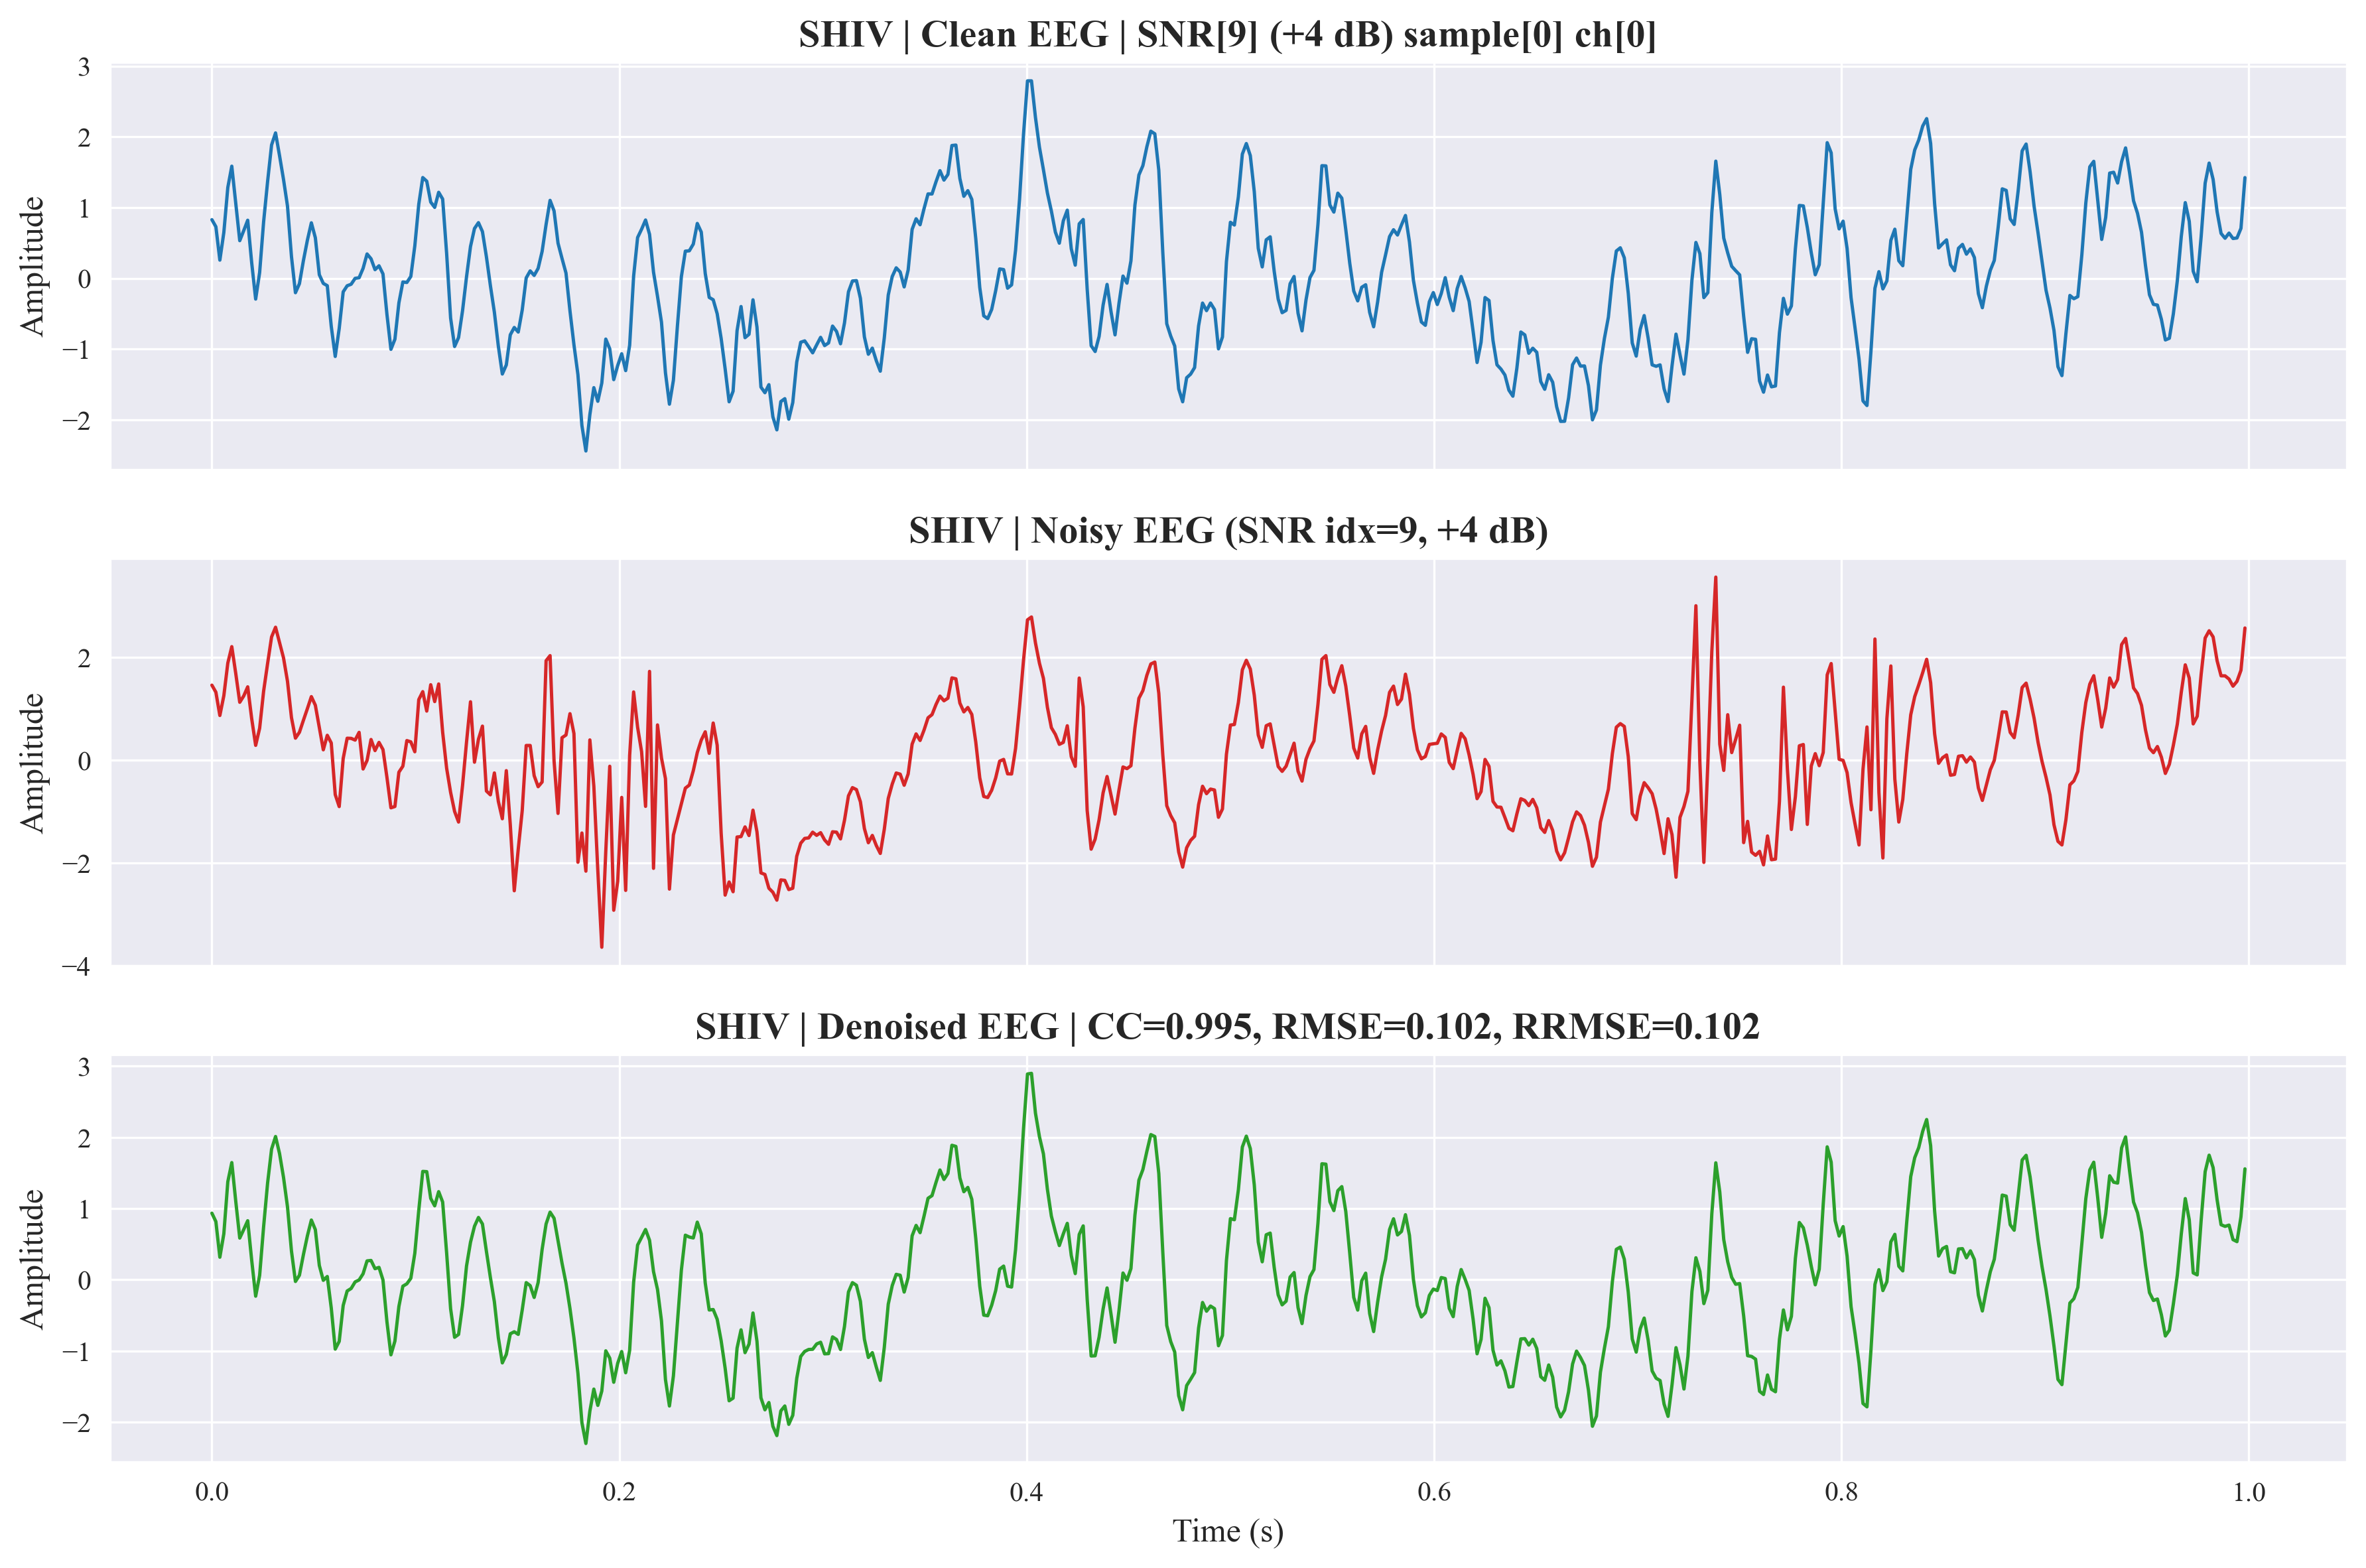 SHIV | Clean EEG | SNR[9] (+4 dB) sample[0] ch[0]
3
2
1
0
−1
−2
Amplitude
SHIV | Noisy EEG (SNR idx=9, +4 dB)
2
0
−2
−4
Amplitude
SHIV | Denoised EEG | CC=0.995, RMSE=0.102, RRMSE=0.102
3
2
1
0
−1
−2
Amplitude
0.0 0.2 0.4 0.6 0.8 1.0
Time (s)